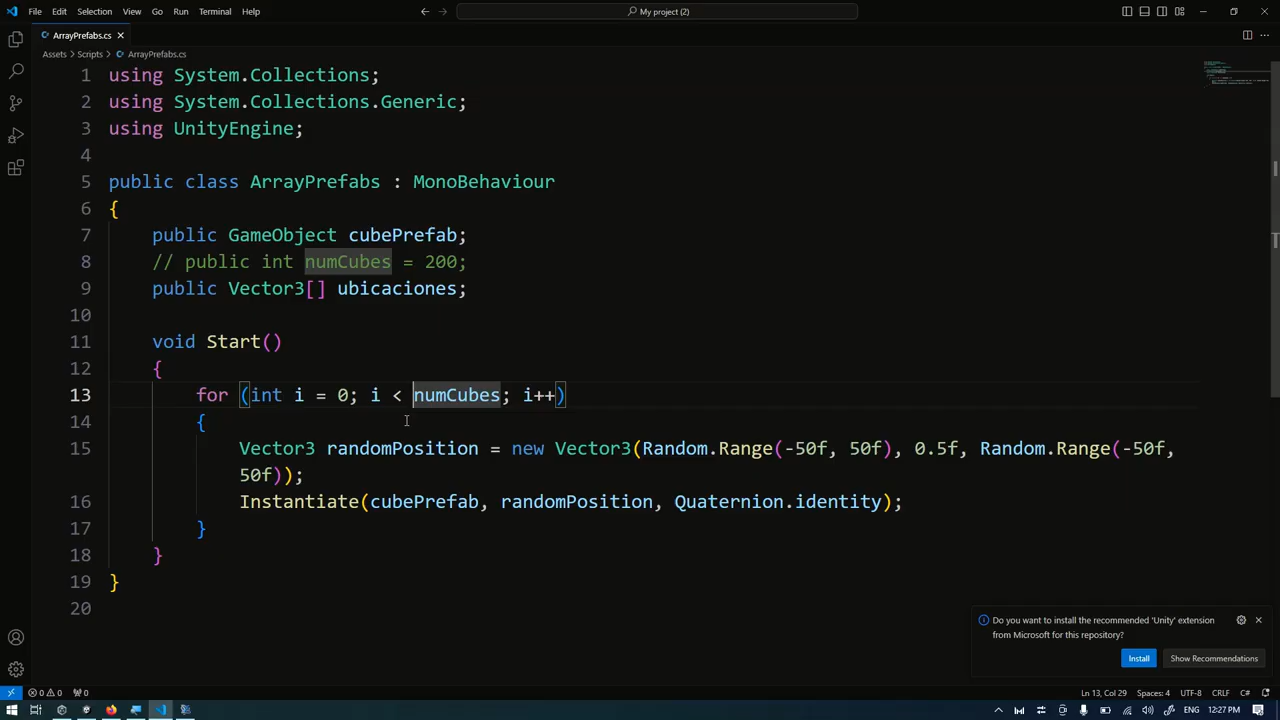 File Edit Selection View Go Run Terminal Help
My project (2)
ArrayPrefabs.cs
Assets > Scripts > ArrayPrefabs.cs
1 using System.Collections;
2 using System.Collections.Generic;
3 using UnityEngine;
4
5 public class ArrayPrefabs : MonoBehaviour
6 {
7 public GameObject cubePrefab;
8 // public int numCubes = 200;
9 public Vector3[] ubicaciones;
10
11 void Start()
12 {
13 for (int i = 0; i < numCubes; i++)
14 {
15 Vector3 randomPosition = new Vector3(Random.Range(-50f, 50f), 0.5f, Random.Range(-50f,
50f));
16 Instantiate(cubePrefab, randomPosition, Quaternion.identity);
17 }
18 }
19 }
20
Do you want to install the recommended 'Unity' extension
from Microsoft for this repository?
Install Show Recommendations
0 0 0 Ln 13, Col 29 Spaces: 4 UTF-8 CRLF C#
ENG 12:27 PM